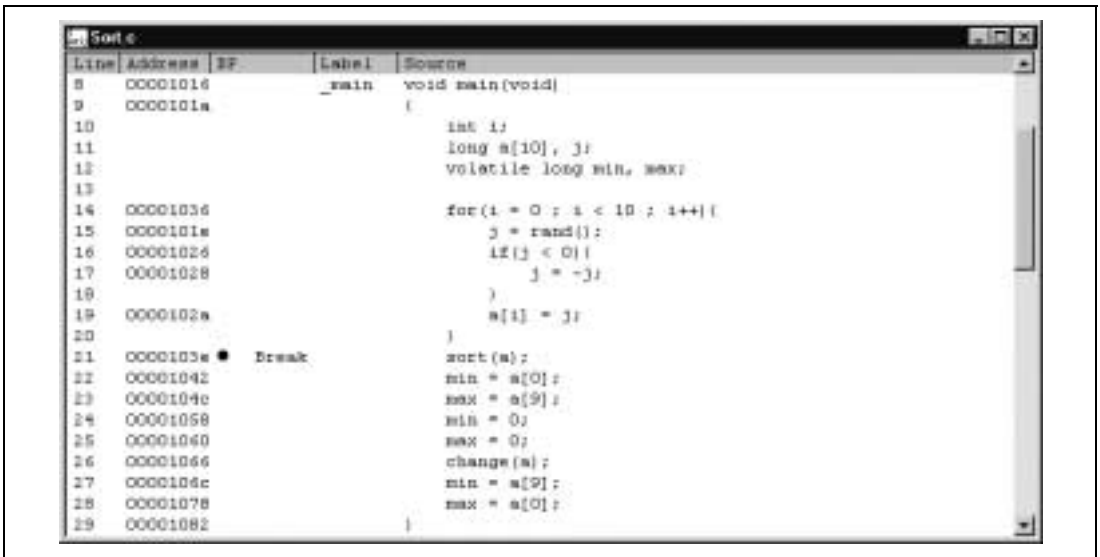 Sort.c
Line Address BP Label Source
8 00001016 _main void main(void)
9 0000101a {
10 int i;
11 long a[10], j;
12 volatile long min, max;
13
14 00001036 for(i = 0 ; i < 10 ; i++){
15 0000101e j = rand();
16 00001026 if(j < 0){
17 00001028 j = -j;
18 }
19 0000102a a[i] = j;
20 }
21 0000103e ● Break sort(a);
22 00001042 min = a[0];
23 0000104c max = a[9];
24 00001058 min = 0;
25 00001060 max = 0;
26 00001066 change(a);
27 0000106c min = a[9];
28 00001078 max = a[0];
29 00001082 }